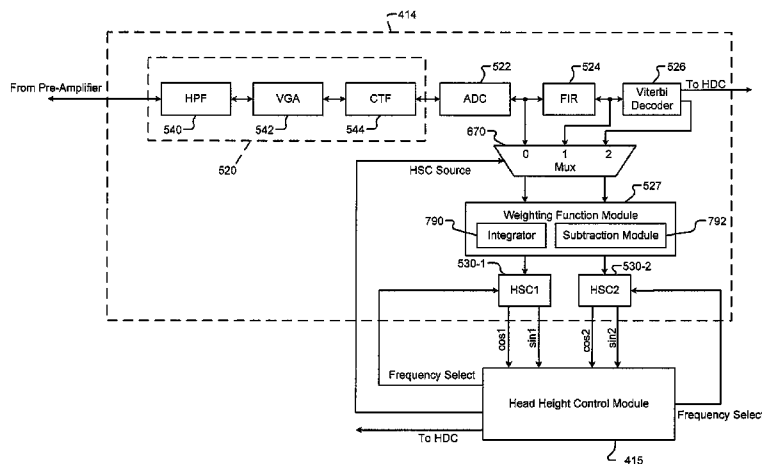 414
522
524
526
From Pre-Amplifier
HPF
VGA
CTF
ADC
FIR
Viterbi
Decoder
To HDC
540
542
544
520
670
0
1
2
Mux
HSC Source
527
Weighting Function Module
790
Integrator
Subtraction Module
792
530-1
530-2
HSC1
HSC2
cos1
sin1
cos2
sin2
Frequency Select
Head Height Control Module
Frequency Select
To HDC
415